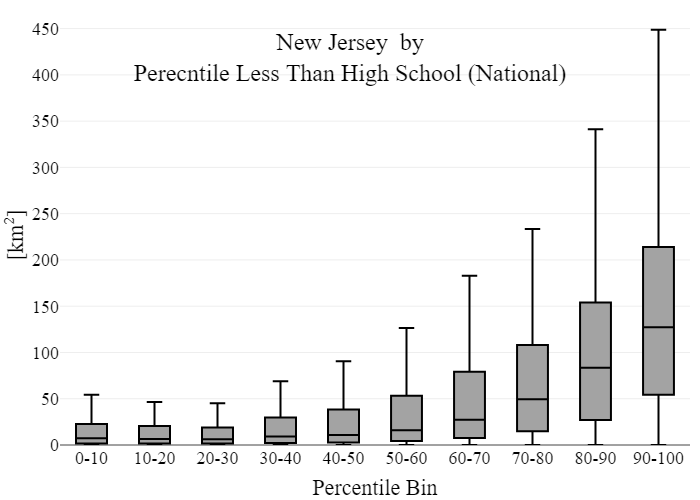 New Jersey by
Perecntile Less Than High School (National)
[km²]
450
400
350
300
250
200
150
100
50
0
0-10 10-20 20-30 30-40 40-50 50-60 60-70 70-80 80-90 90-100
Percentile Bin